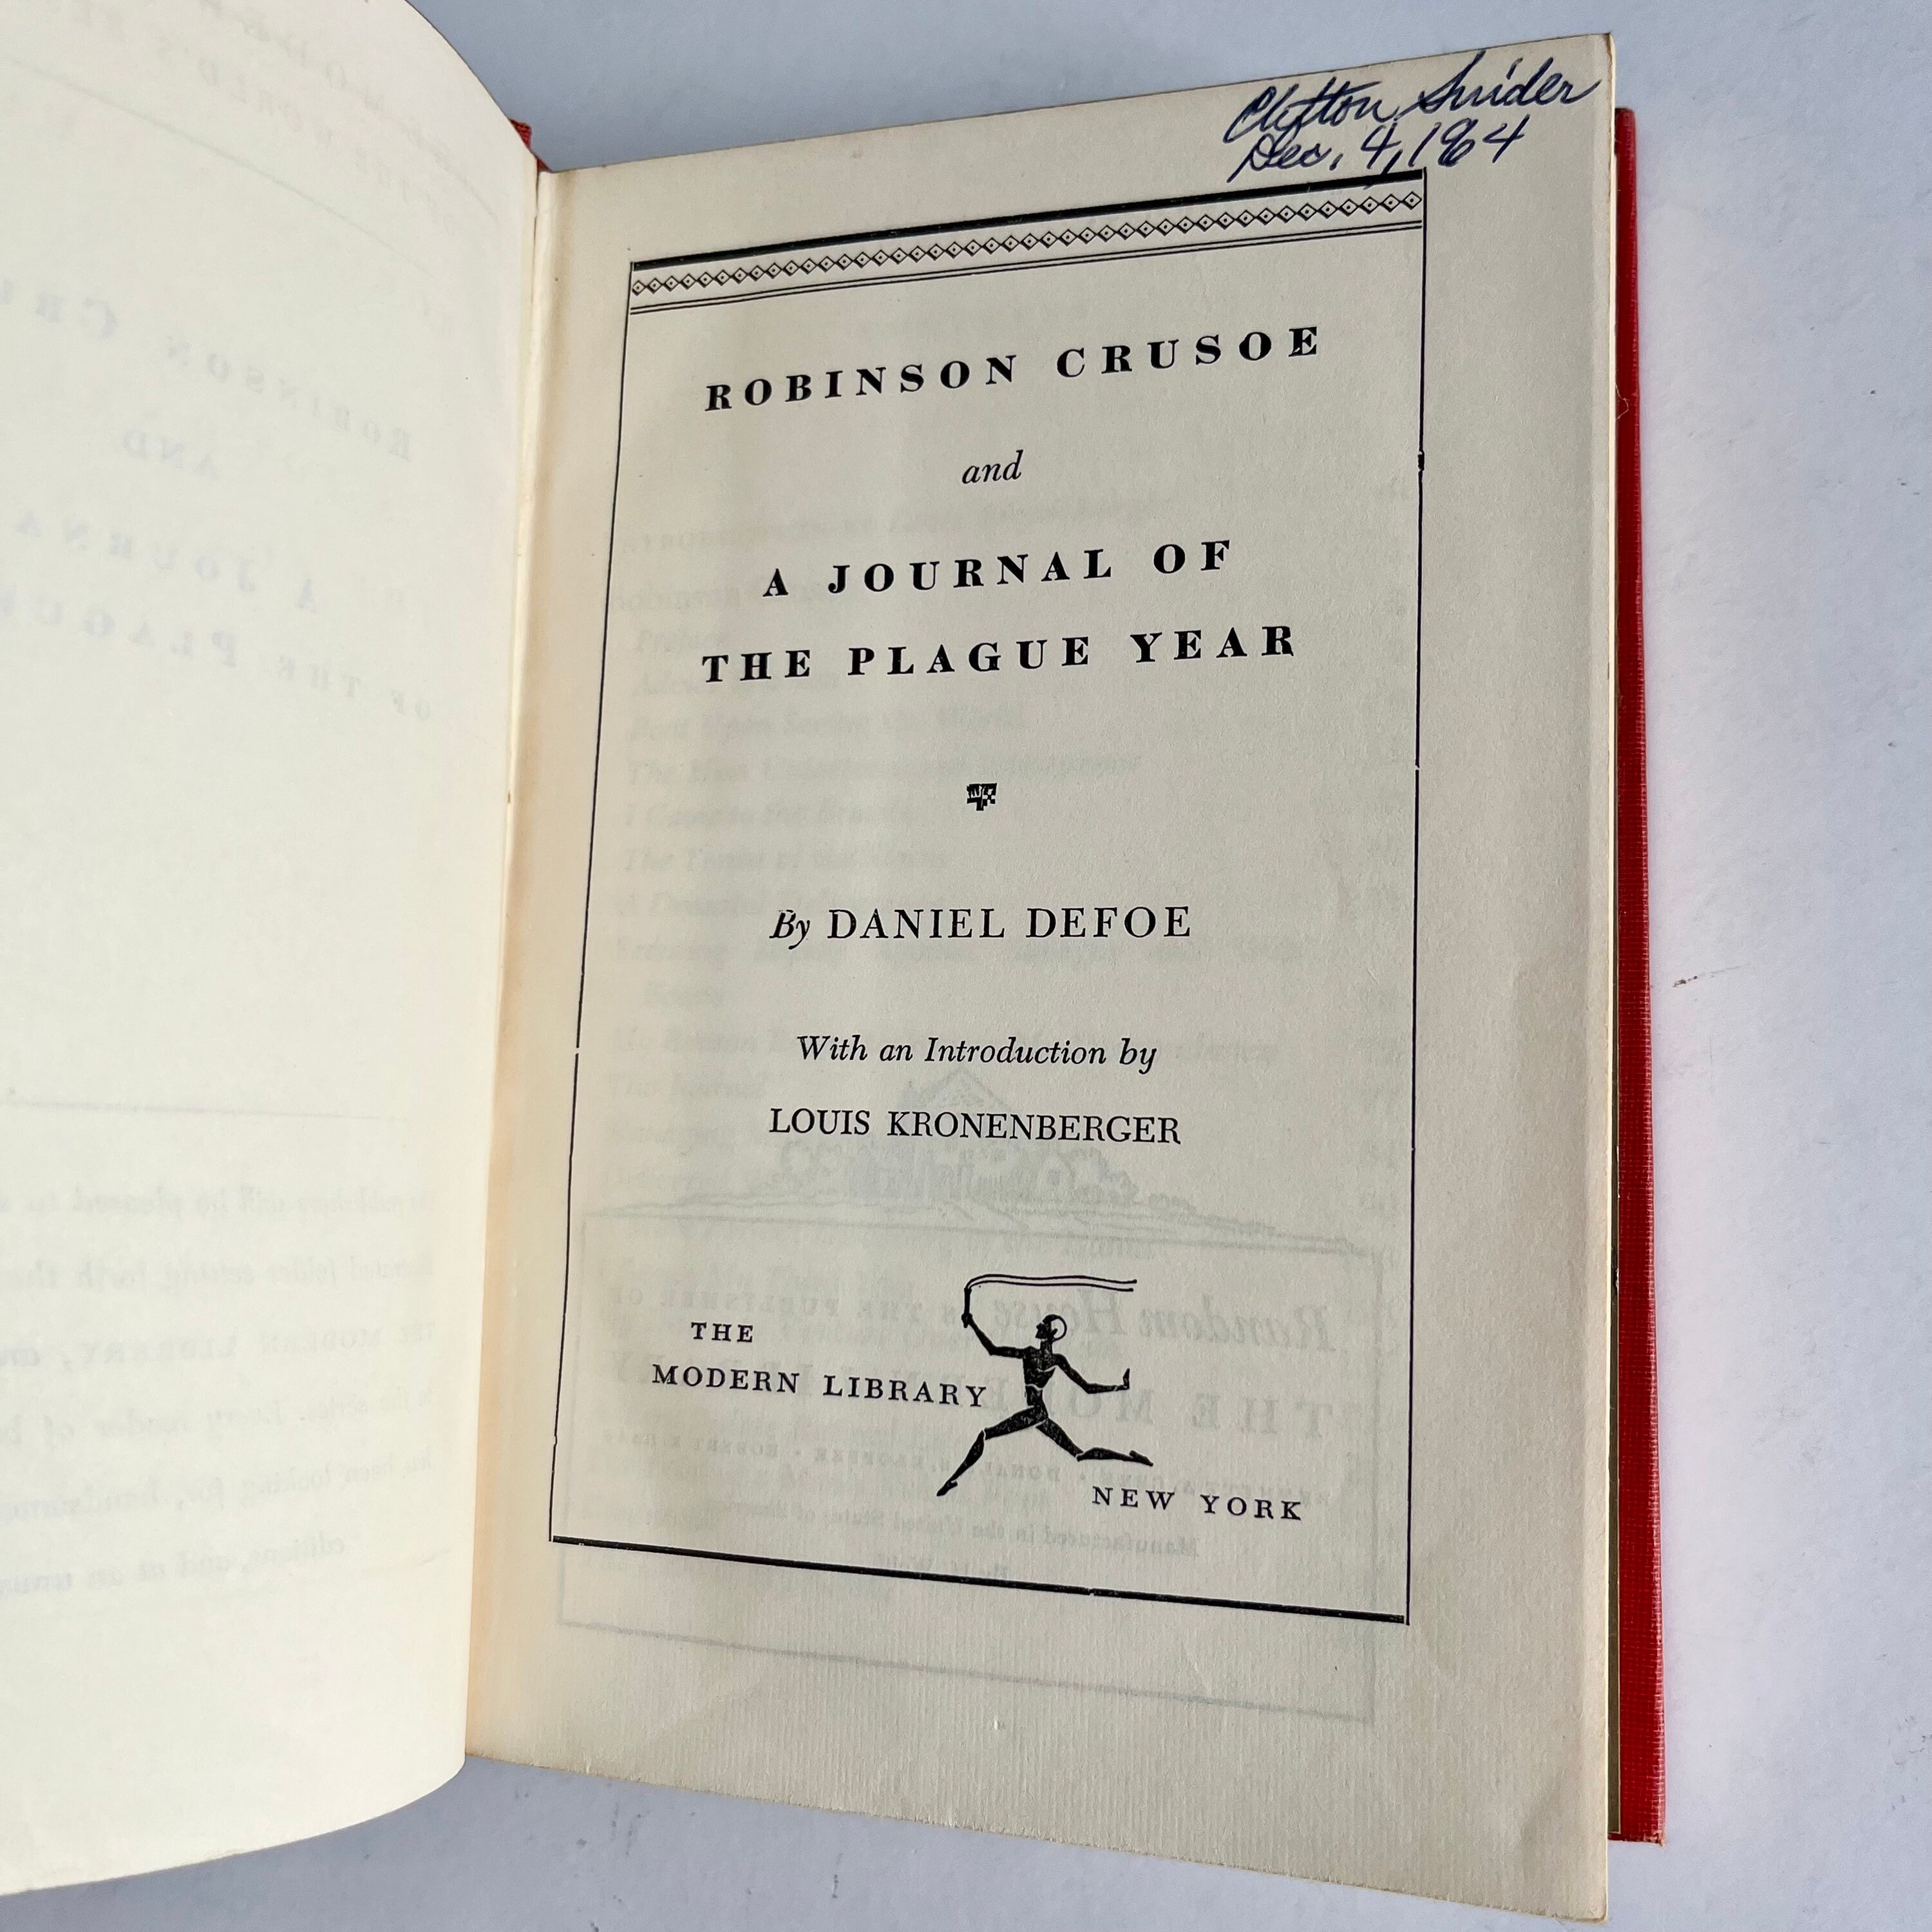 Clifton Snider
Dec. 4, 1964
ROBINSON CRUSOE
and
A JOURNAL OF
THE PLAGUE YEAR
By DANIEL DEFOE
With an Introduction by
LOUIS KRONENBERGER
THE
MODERN LIBRARY
NEW YORK